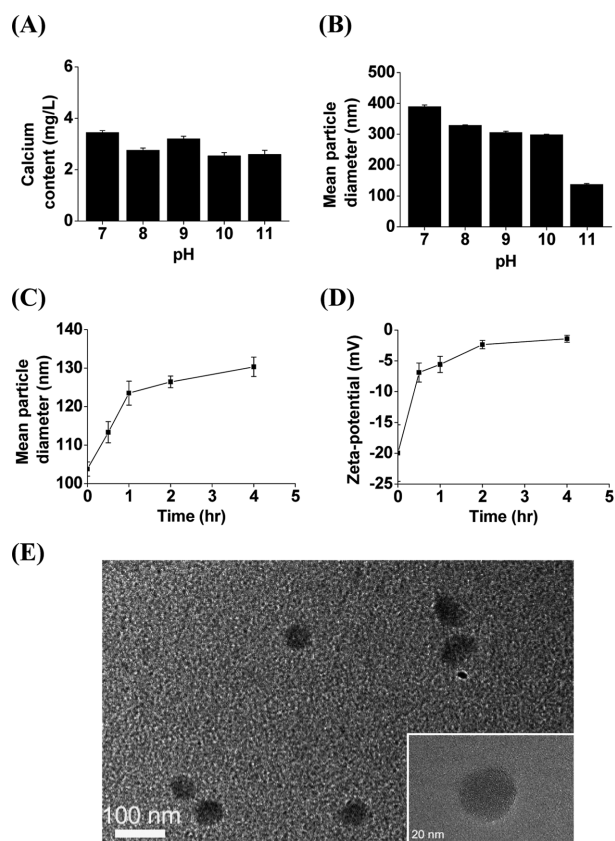 (A)
Calcium
content (mg/L)
6
4
2
0
7 8 9 10 11
pH
(B)
Mean particle
diameter (nm)
500
400
300
200
100
0
7 8 9 10 11
pH
(C)
Mean particle
diameter (nm)
140
130
120
110
100
0 1 2 3 4 5
Time (hr)
(D)
Zeta-potential (mV)
0
-5
-10
-15
-20
-25
0 1 2 3 4 5
Time (hr)
(E)
100 nm
20 nm